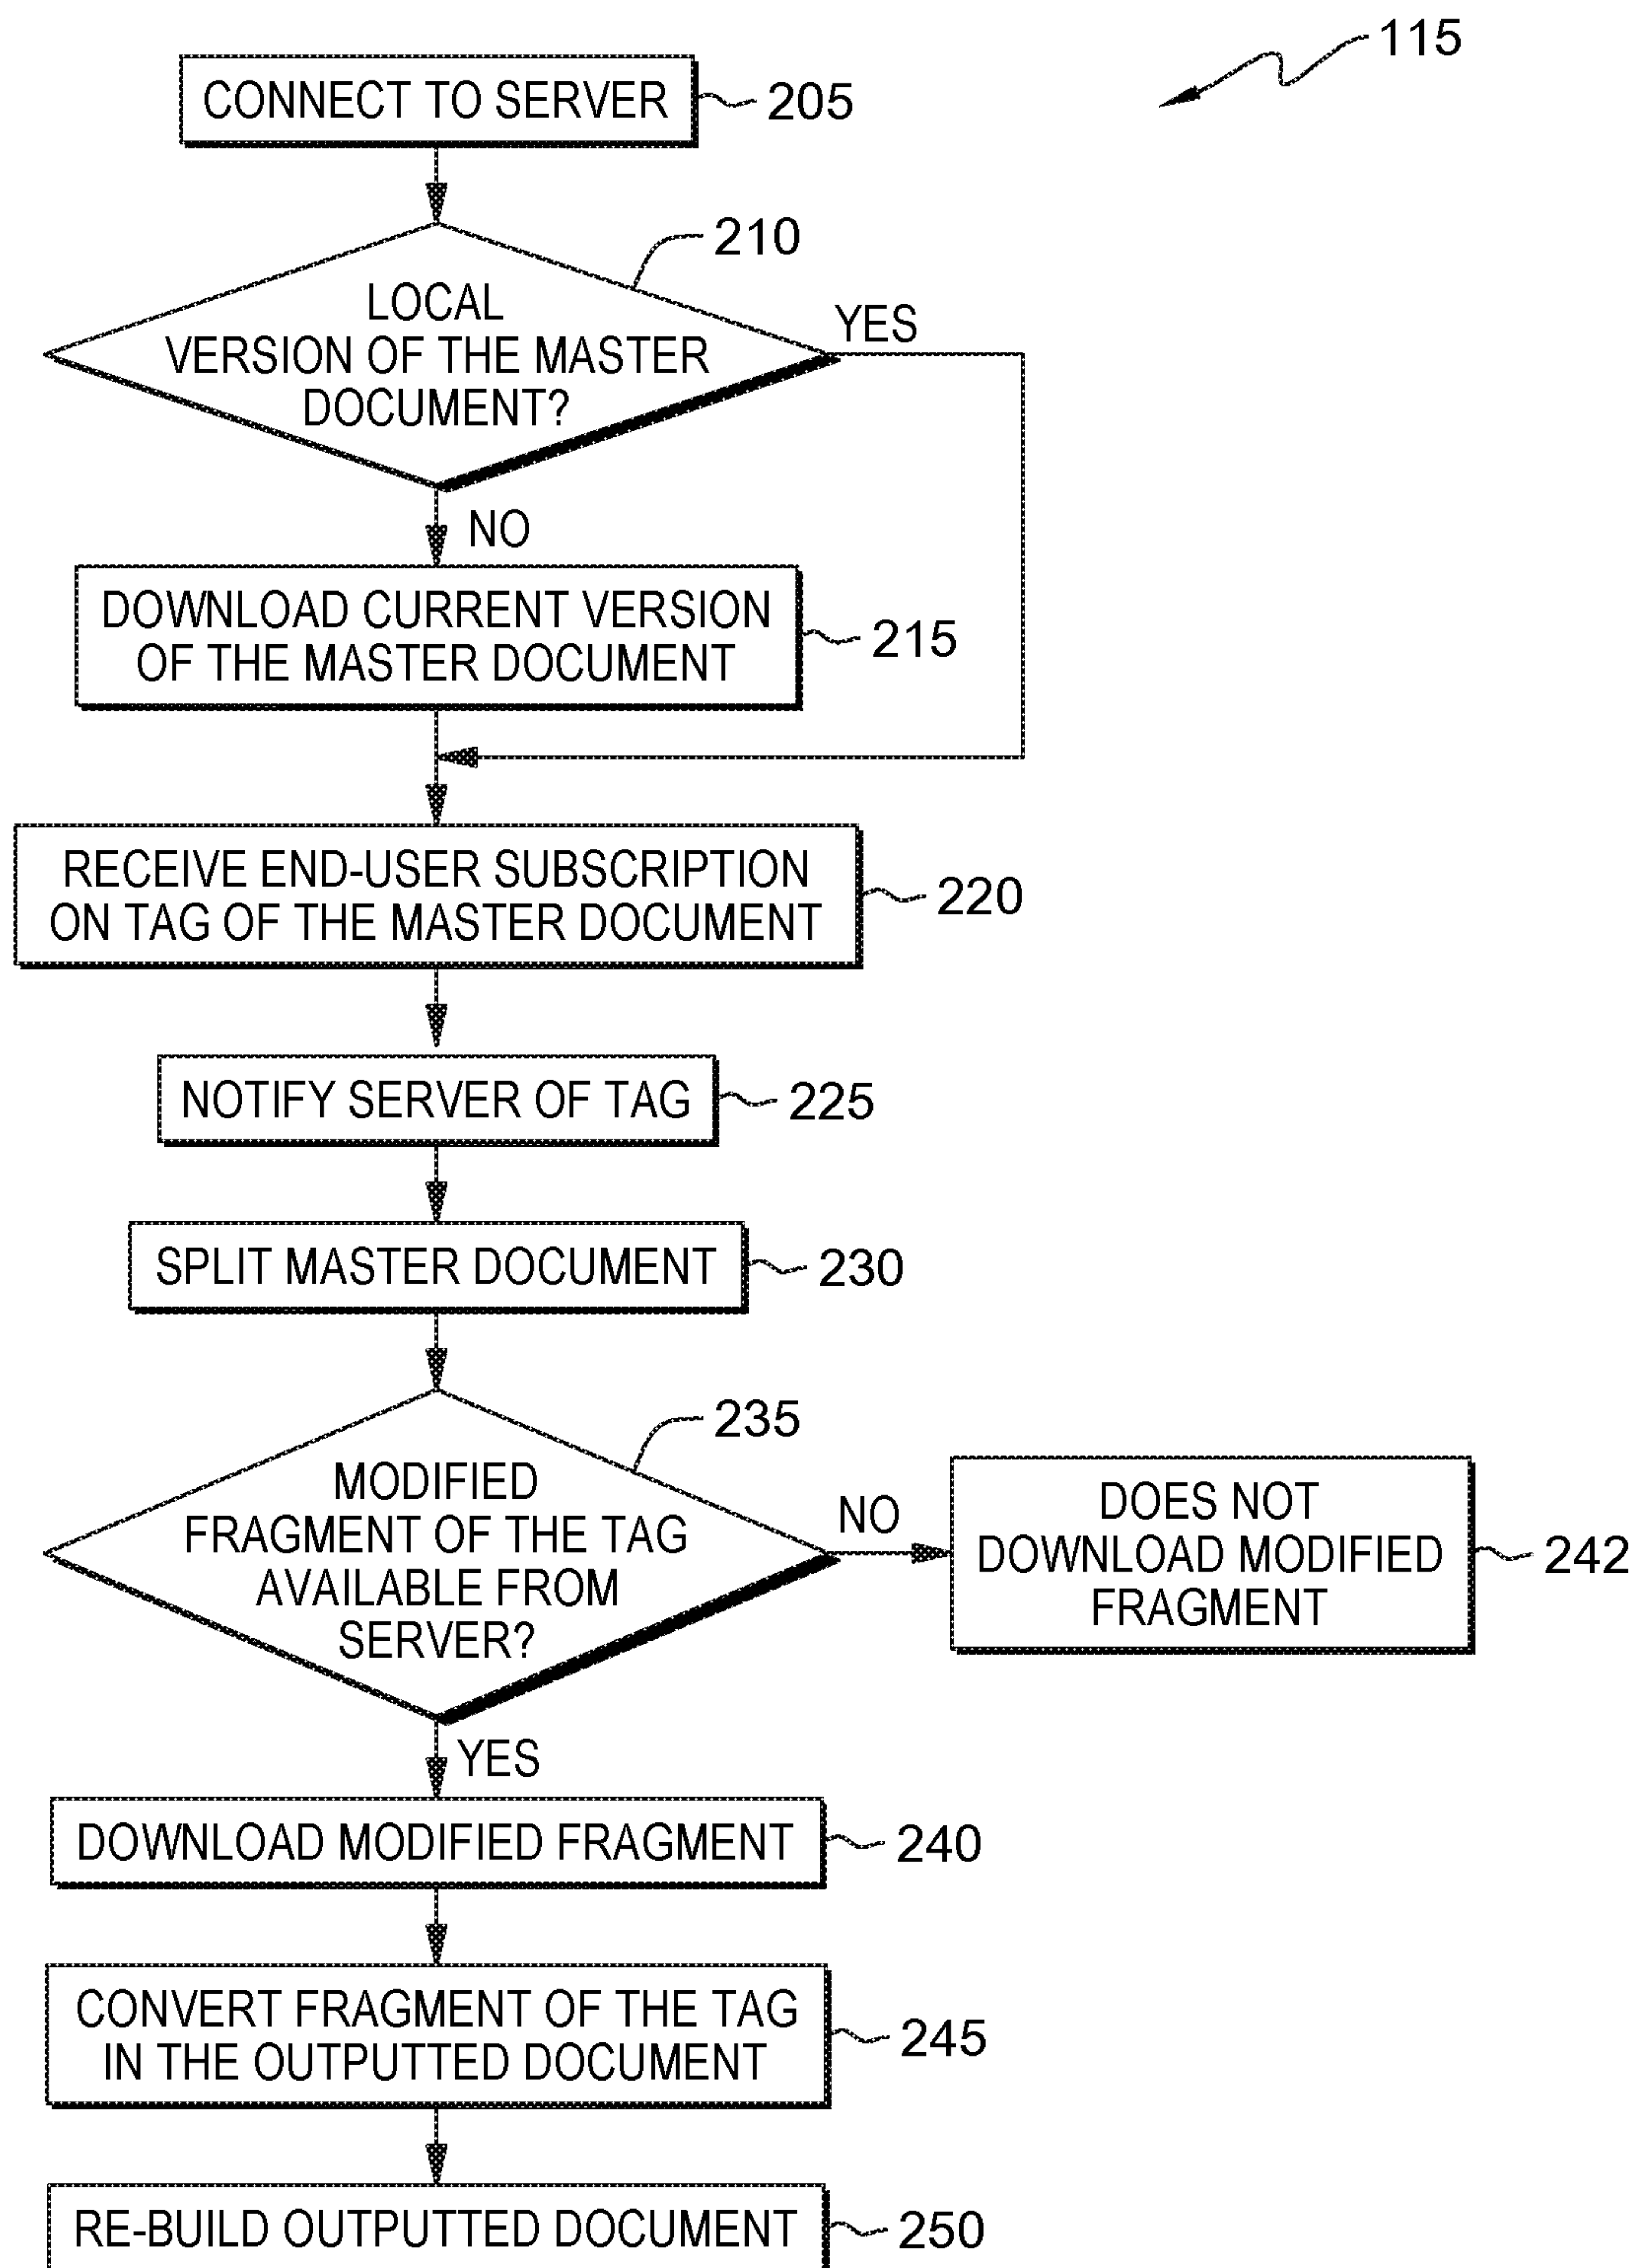 115
CONNECT TO SERVER
205
210
LOCAL
VERSION OF THE MASTER
DOCUMENT?
YES
NO
DOWNLOAD CURRENT VERSION
OF THE MASTER DOCUMENT
215
RECEIVE END-USER SUBSCRIPTION
ON TAG OF THE MASTER DOCUMENT
220
NOTIFY SERVER OF TAG
225
SPLIT MASTER DOCUMENT
230
235
MODIFIED
FRAGMENT OF THE TAG
AVAILABLE FROM
SERVER?
NO
DOES NOT
DOWNLOAD MODIFIED
FRAGMENT
242
YES
DOWNLOAD MODIFIED FRAGMENT
240
CONVERT FRAGMENT OF THE TAG
IN THE OUTPUTTED DOCUMENT
245
RE-BUILD OUTPUTTED DOCUMENT
250